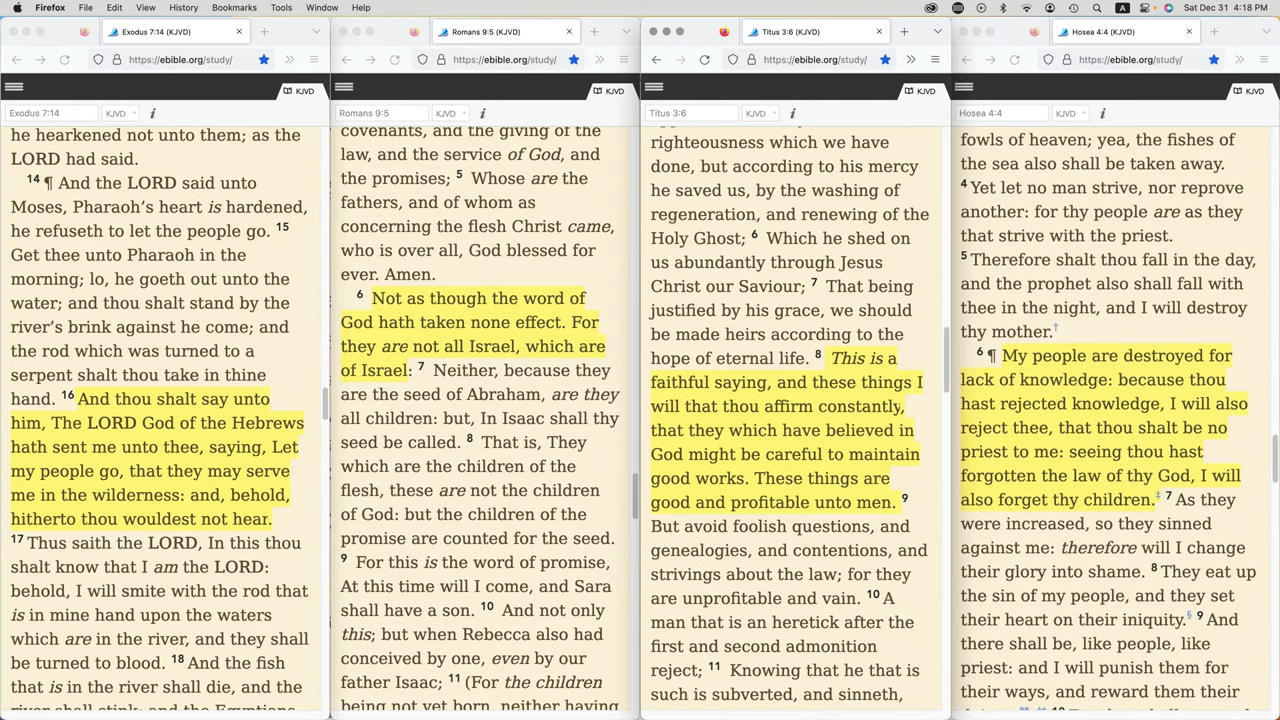 Firefox File Edit View History Bookmarks Tools Window Help
A
Sat Dec 31 4:18 PM
Exodus 7:14 (KJVD)
https://ebible.org/study/
KJVD
Exodus 7:14 KJVD i
he hearkened not unto them; as the
LORD had said.
14 ¶ And the LORD said unto
Moses, Pharaoh’s heart is hardened,
he refuseth to let the people go. 15
Get thee unto Pharaoh in the
morning; lo, he goeth out unto the
water; and thou shalt stand by the
river’s brink against he come; and
the rod which was turned to a
serpent shalt thou take in thine
hand. 16 And thou shalt say unto
him, The LORD God of the Hebrews
hath sent me unto thee, saying, Let
my people go, that they may serve
me in the wilderness: and, behold,
hitherto thou wouldest not hear.
17 Thus saith the LORD, In this thou
shalt know that I am the LORD:
behold, I will smite with the rod that
is in mine hand upon the waters
which are in the river, and they shall
be turned to blood. 18 And the fish
that is in the river shall die, and the
river shall stink; and the Egyptians
Romans 9:5 (KJVD)
https://ebible.org/study/
KJVD
Romans 9:5 KJVD i
covenants, and the giving of the
law, and the service of God, and
the promises; 5 Whose are the
fathers, and of whom as
concerning the flesh Christ came,
who is over all, God blessed for
ever. Amen.
6 Not as though the word of
God hath taken none effect. For
they are not all Israel, which are
of Israel: 7 Neither, because they
are the seed of Abraham, are they
all children: but, In Isaac shall thy
seed be called. 8 That is, They
which are the children of the
flesh, these are not the children
of God: but the children of the
promise are counted for the seed.
9 For this is the word of promise,
At this time will I come, and Sara
shall have a son. 10 And not only
this; but when Rebecca also had
conceived by one, even by our
father Isaac; 11 (For the children
being not yet born, neither having
Titus 3:6 (KJVD)
https://ebible.org/study/
KJVD
Titus 3:6 KJVD i
righteousness which we have
done, but according to his mercy
he saved us, by the washing of
regeneration, and renewing of the
Holy Ghost; 6 Which he shed on
us abundantly through Jesus
Christ our Saviour; 7 That being
justified by his grace, we should
be made heirs according to the
hope of eternal life. 8 This is a
faithful saying, and these things I
will that thou affirm constantly,
that they which have believed in
God might be careful to maintain
good works. These things are
good and profitable unto men. 9
But avoid foolish questions, and
genealogies, and contentions, and
strivings about the law; for they
are unprofitable and vain. 10 A
man that is an heretick after the
first and second admonition
reject; 11 Knowing that he that is
such is subverted, and sinneth,
Hosea 4:4 (KJVD)
https://ebible.org/study/
KJVD
Hosea 4:4 KJVD i
fowls of heaven; yea, the fishes of
the sea also shall be taken away.
4 Yet let no man strive, nor reprove
another: for thy people are as they
that strive with the priest.
5 Therefore shalt thou fall in the day,
and the prophet also shall fall with
thee in the night, and I will destroy
thy mother.†
6 ¶ My people are destroyed for
lack of knowledge: because thou
hast rejected knowledge, I will also
reject thee, that thou shalt be no
priest to me: seeing thou hast
forgotten the law of thy God, I will
also forget thy children.‡ 7 As they
were increased, so they sinned
against me: therefore will I change
their glory into shame. 8 They eat up
the sin of my people, and they set
their heart on their iniquity.§ 9 And
there shall be, like people, like
priest: and I will punish them for
their ways, and reward them their